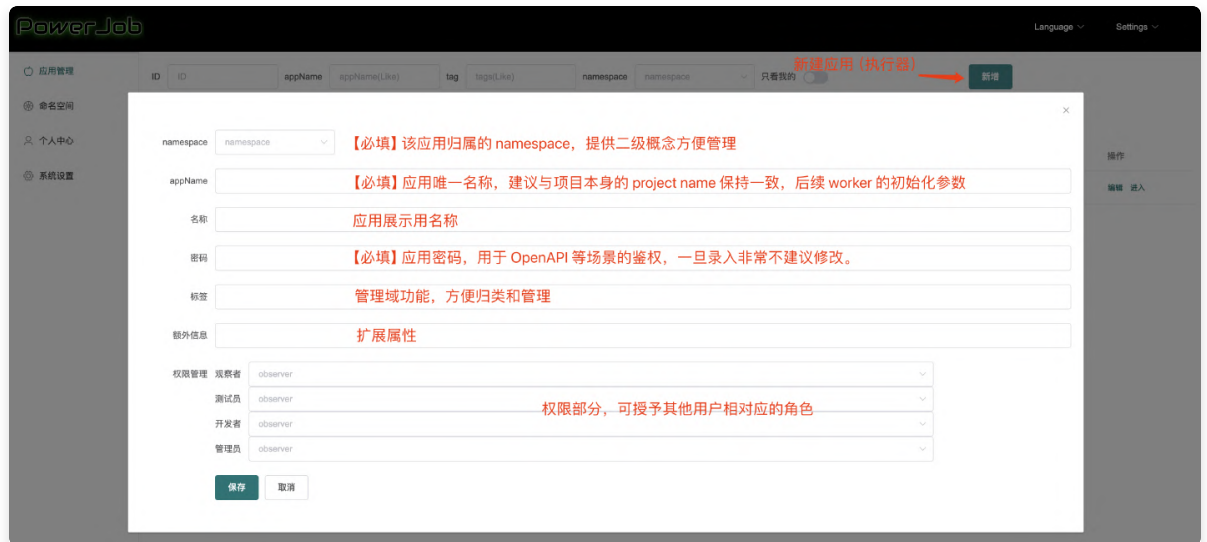 PowerJob
Language
Settings
应用管理
ID
ID
appName
appName(Like)
tag
tags(Like)
namespace
namespace
只看我的
新建应用（执行器）
新增
命名空间
个人中心
系统设置
操作
编辑 进入
×
namespace
namespace
【必填】该应用归属的 namespace，提供二级概念方便管理
appName
【必填】应用唯一名称，建议与项目本身的 project name 保持一致，后续 worker 的初始化参数
名称
应用展示用名称
密码
【必填】应用密码，用于 OpenAPI 等场景的鉴权，一旦录入非常不建议修改。
标签
管理域功能，方便归类和管理
额外信息
扩展属性
权限管理 观察者
observer
测试员
observer
权限部分，可授予其他用户相对应的角色
开发者
observer
管理员
observer
保存
取消